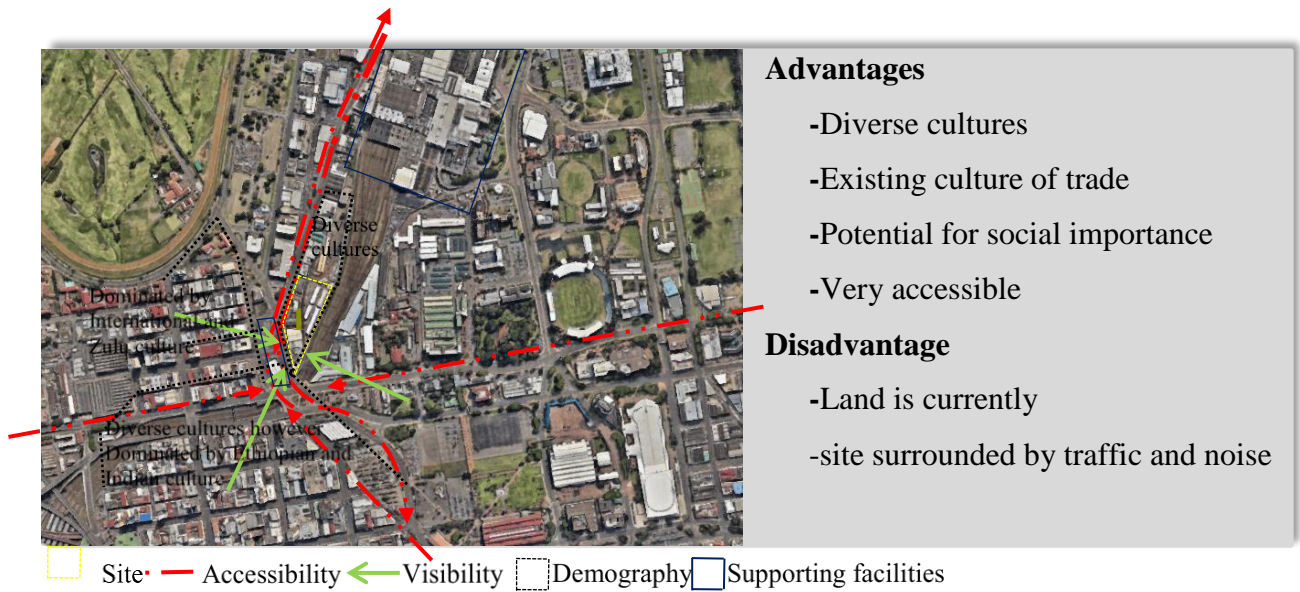 Diverse
cultures
Dominated by
International and
Zulu culture
Diverse cultures however
Dominated by Ethiopian and
Indian culture
Advantages
-Diverse cultures
-Existing culture of trade
-Potential for social importance
-Very accessible
Disadvantage
-Land is currently
-site surrounded by traffic and noise
Site Accessibility Visibility Demography Supporting facilities